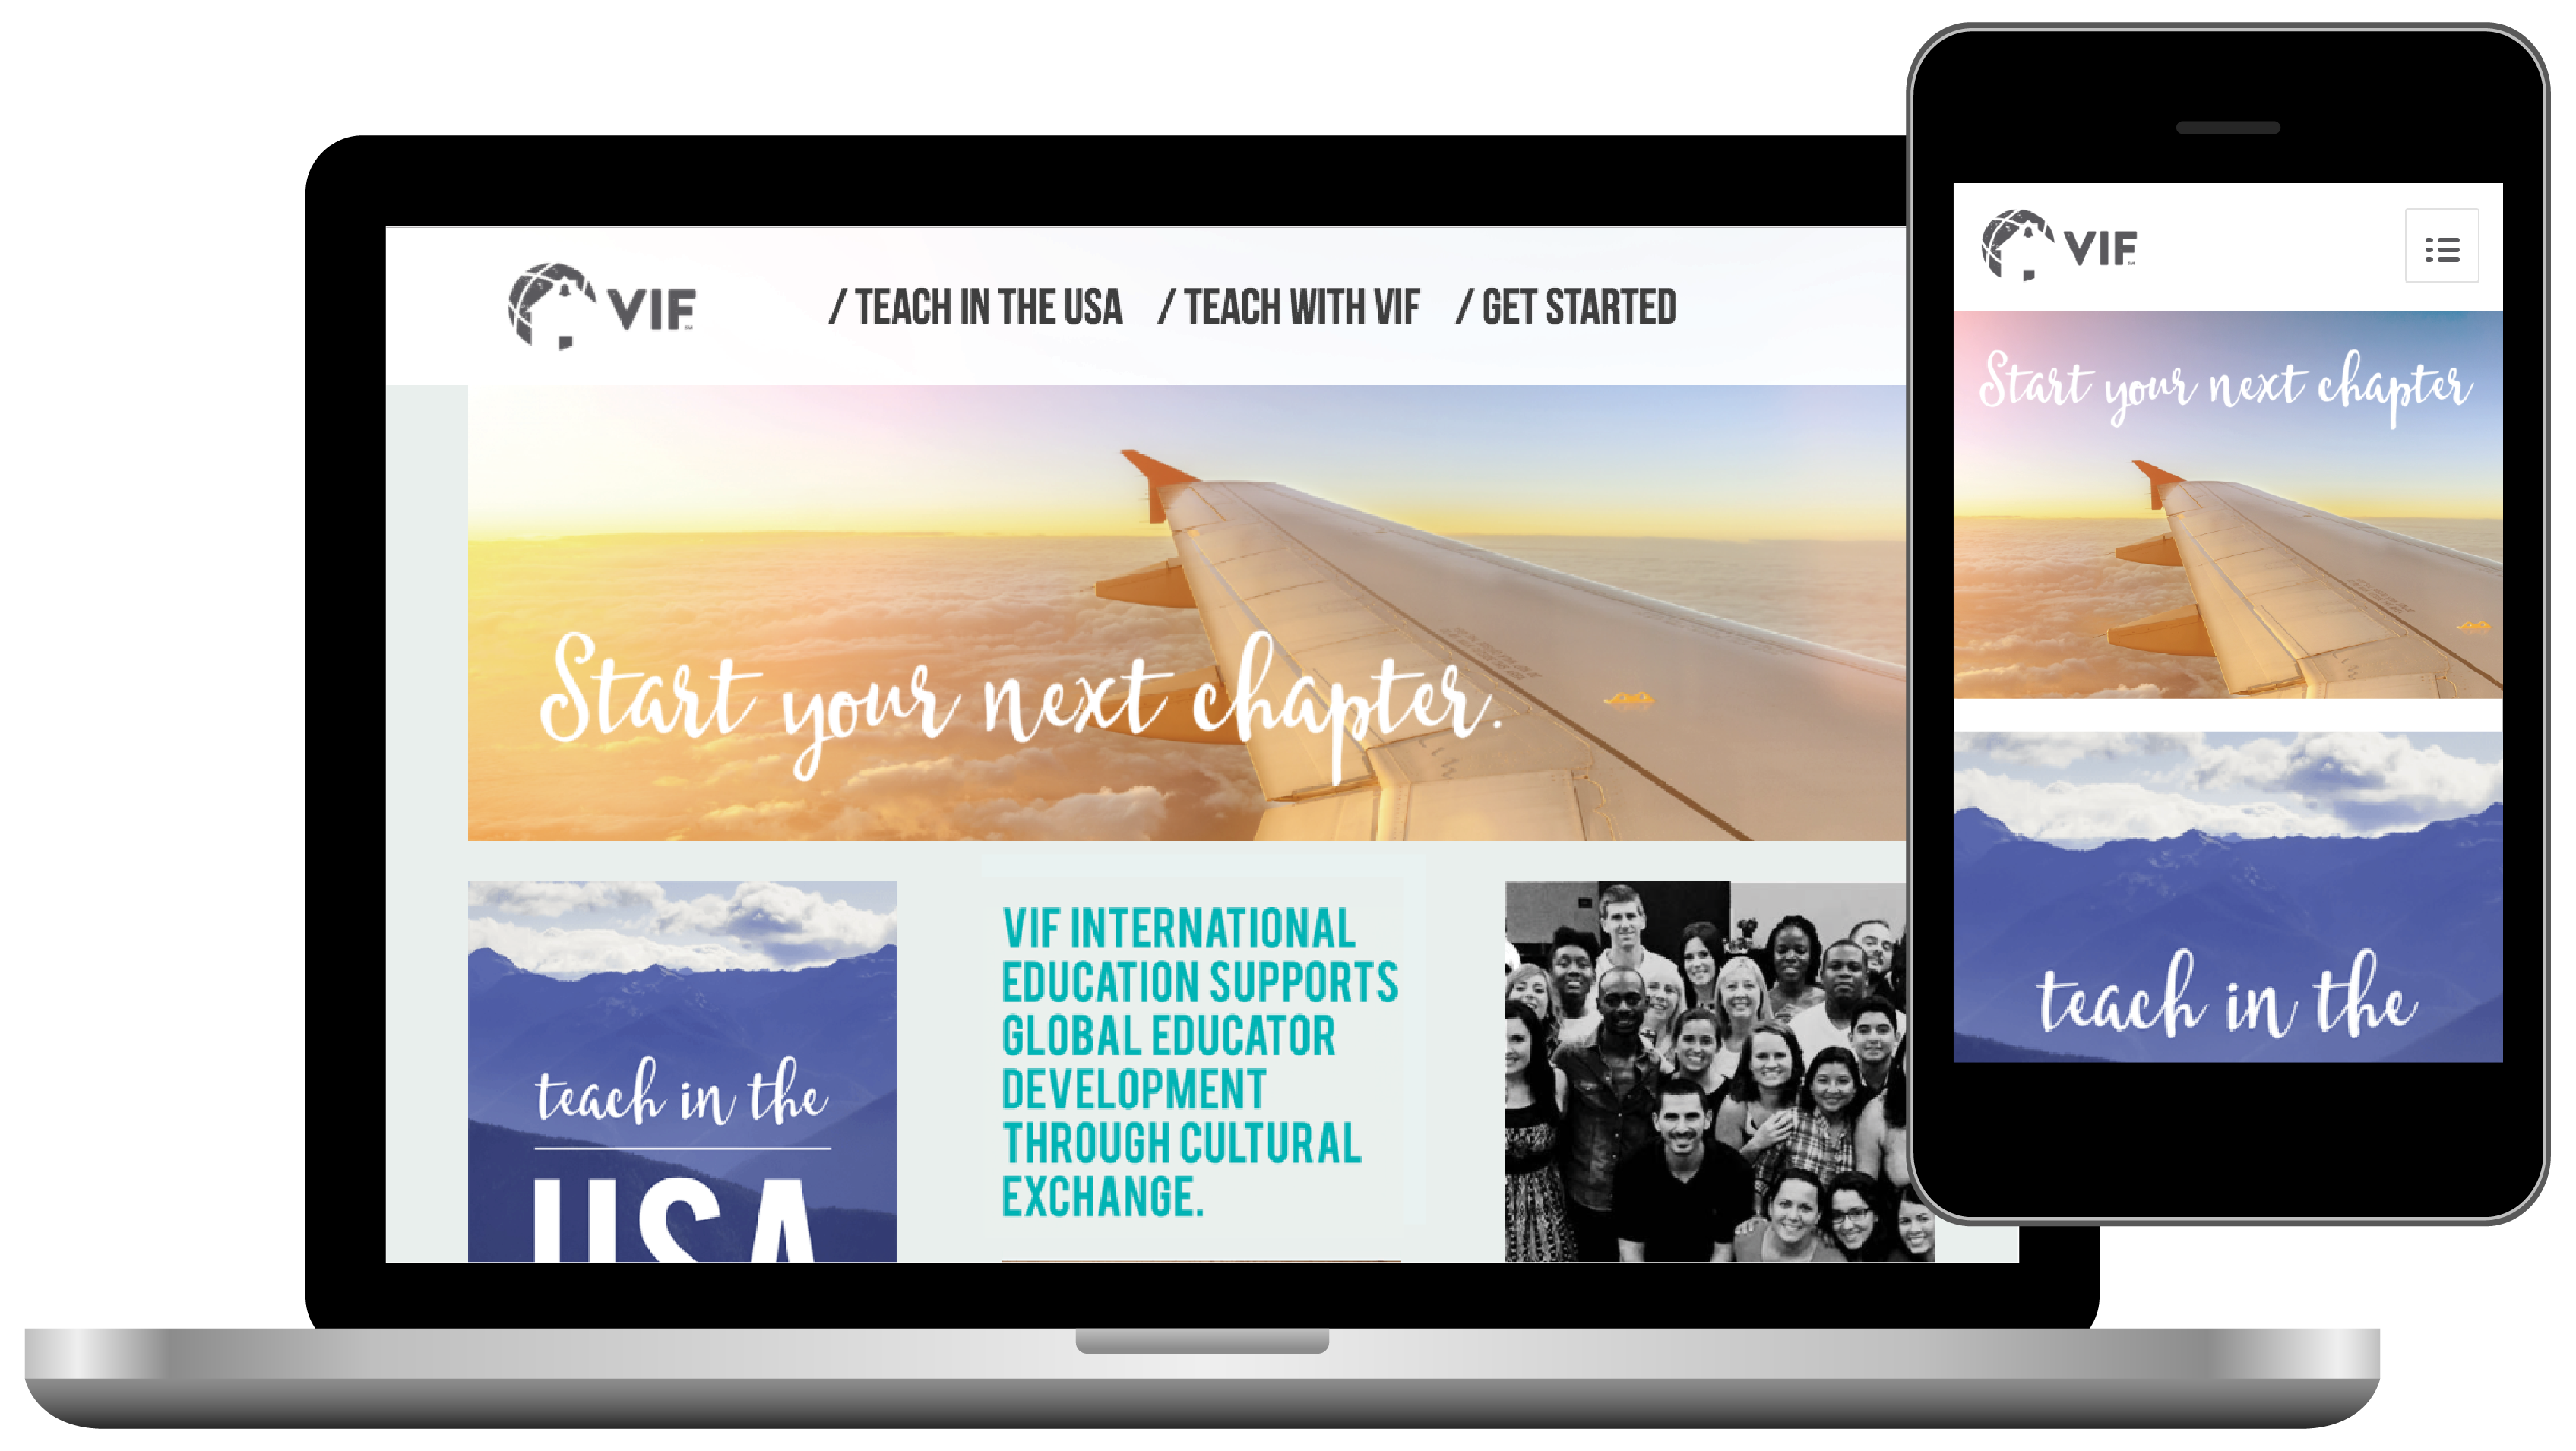 VIF
/ TEACH IN THE USA / TEACH WITH VIF / GET STARTED
Start your next chapter.
teach in the
USA
VIF INTERNATIONAL
EDUCATION SUPPORTS
GLOBAL EDUCATOR
DEVELOPMENT
THROUGH CULTURAL
EXCHANGE.
VIF
Start your next chapter
teach in the